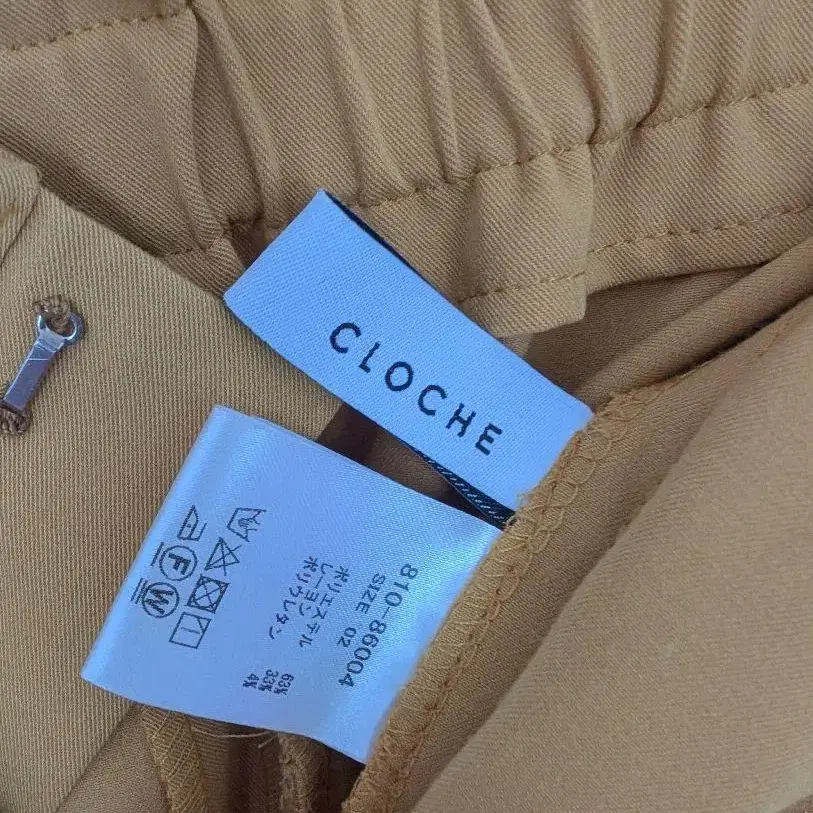 CLOCHE
810-86004
SIZE 02
ポリエステル 63%
レーヨン 33%
ポリウレタン 4%
F
W